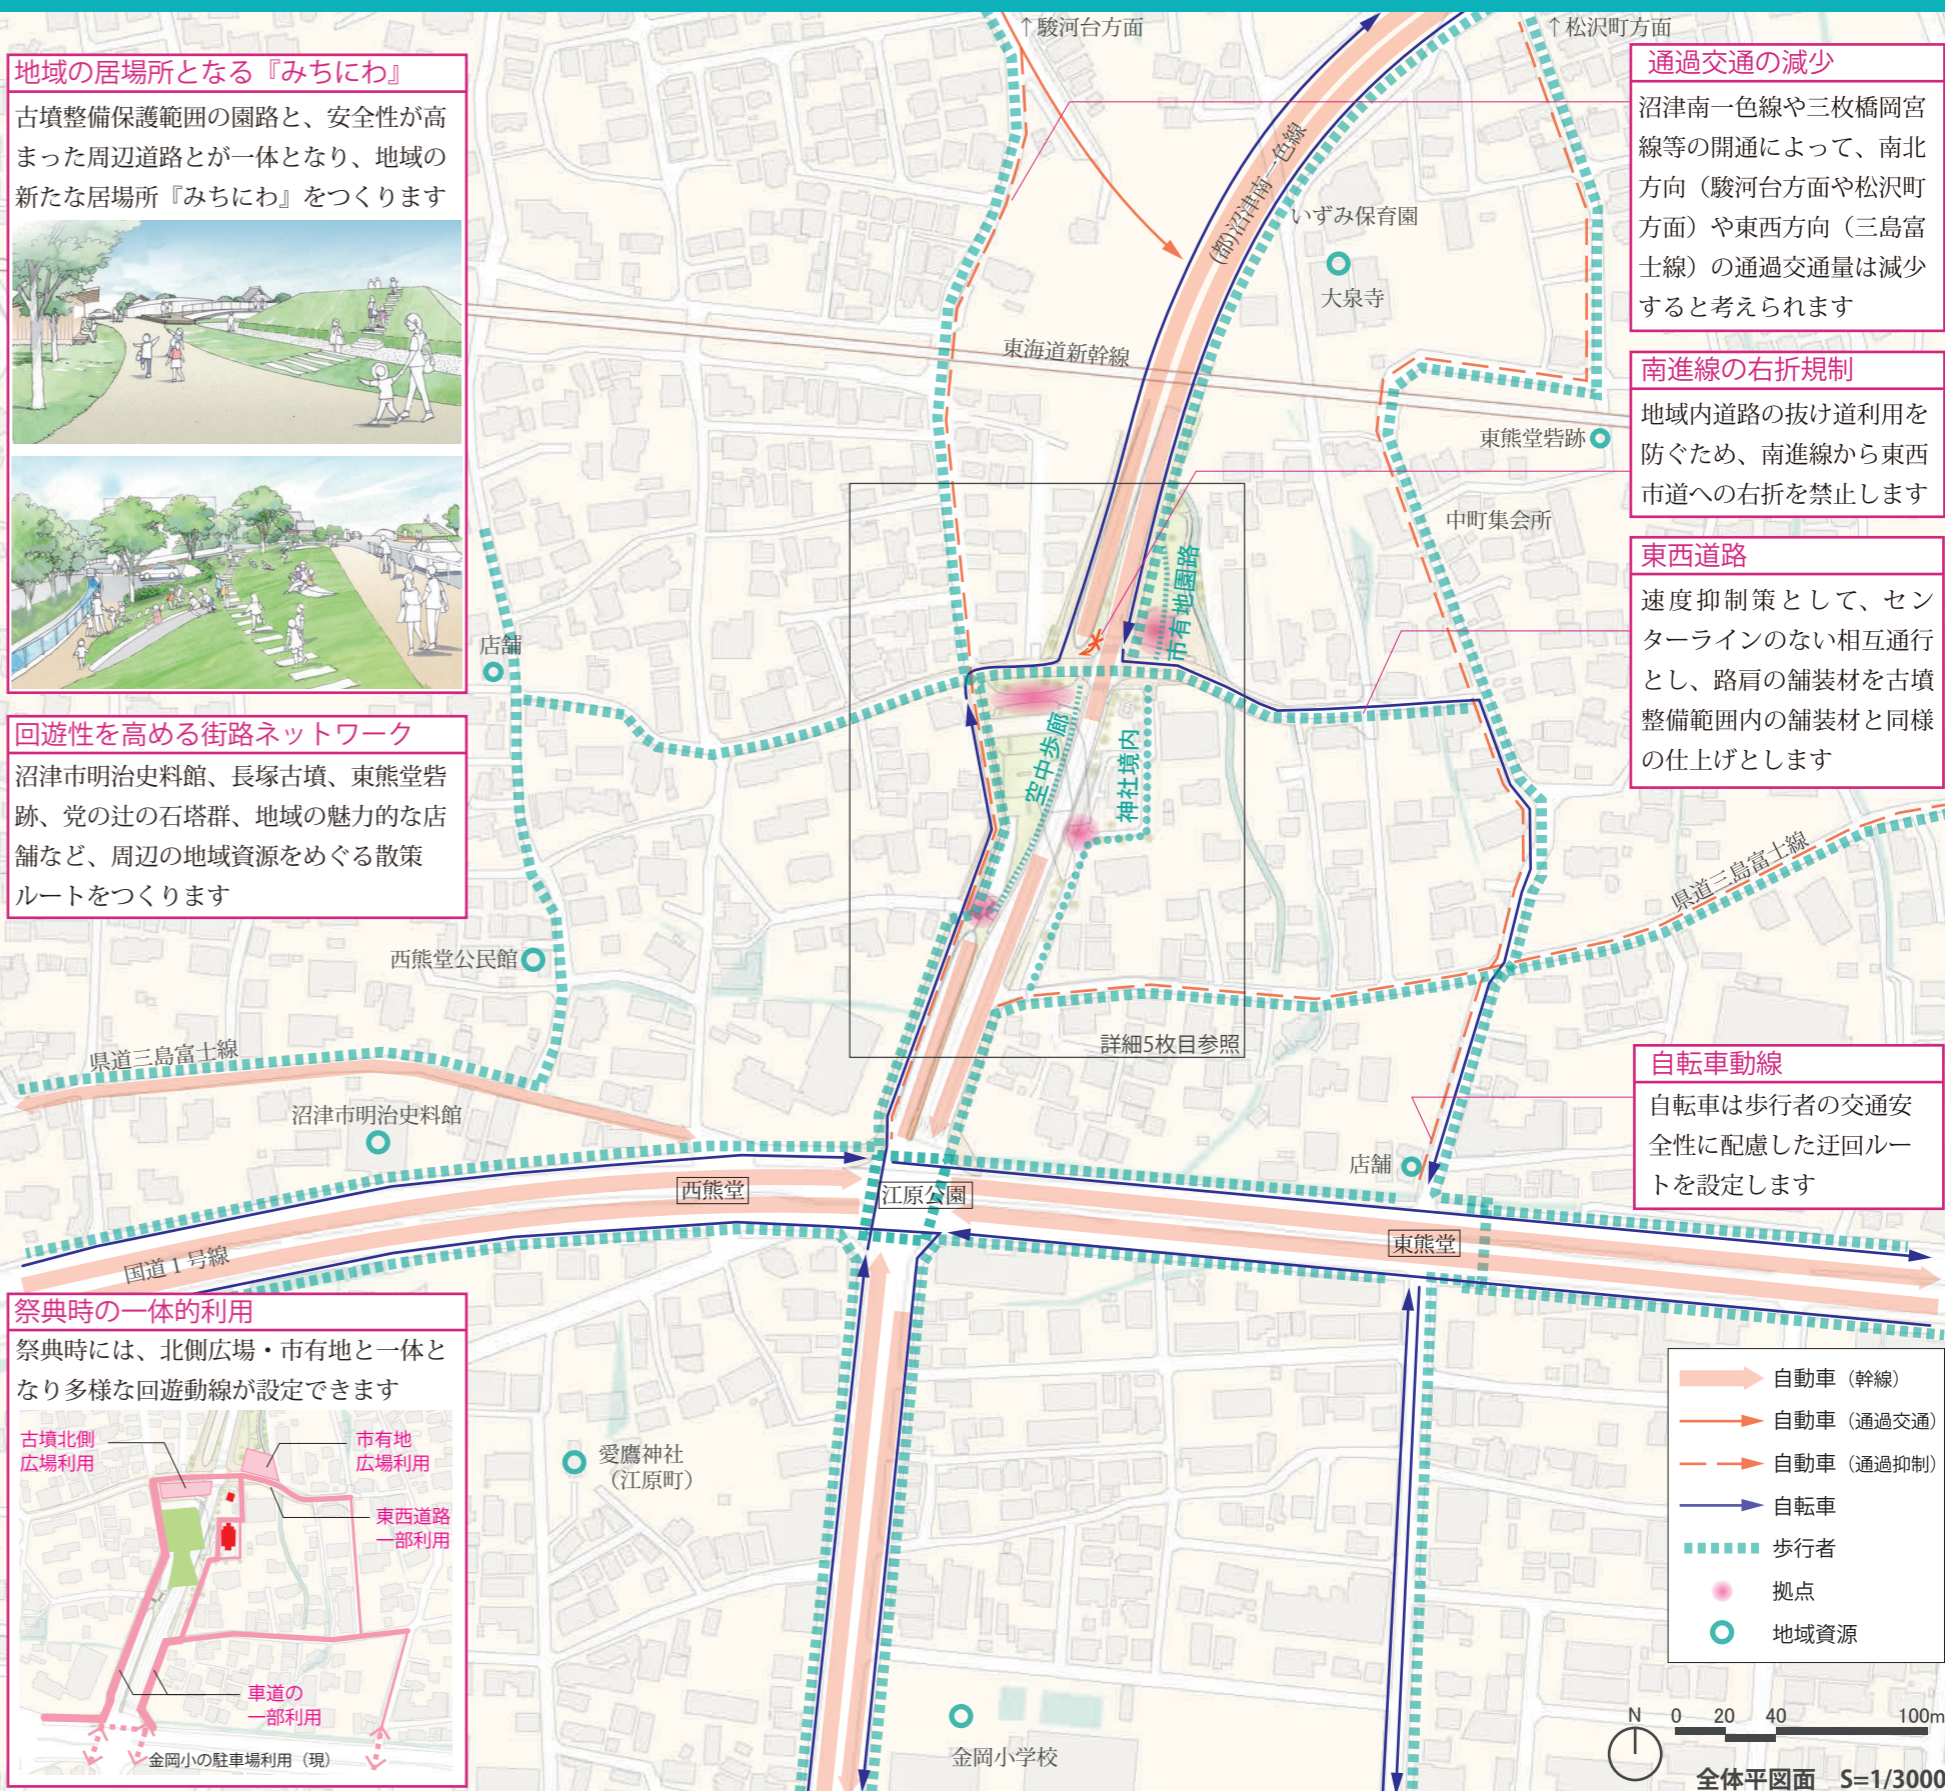 ↑駿河台方面
↑松沢町方面
地域の居場所となる『みちにわ』
古墳整備保護範囲の園路と、安全性が高
まった周辺道路とが一体となり、地域の
新たな居場所『みちにわ』をつくります
通過交通の減少
沼津南一色線や三枚橋岡宮
線等の開通によって、南北
方向（駿河台方面や松沢町
方面）や東西方向（三島富
士線）の通過交通量は減少
すると考えられます
(都)沼津南一色線
いずみ保育園
大泉寺
東海道新幹線
南進線の右折規制
地域内道路の抜け道利用を
防ぐため、南進線から東西
市道への右折を禁止します
東熊堂砦跡
中町集会所
東西道路
速度抑制策として、セン
ターラインのない相互通行
とし、路肩の舗装材を古墳
整備範囲内の舗装材と同様
の仕上げとします
市有地園路
店舗
空中歩廊
神社境内
回遊性を高める街路ネットワーク
沼津市明治史料館、長塚古墳、東熊堂砦
跡、党の辻の石塔群、地域の魅力的な店
舗など、周辺の地域資源をめぐる散策
ルートをつくります
県道三島富士線
西熊堂公民館
詳細5枚目参照
県道三島富士線
沼津市明治史料館
自転車動線
自転車は歩行者の交通安
全性に配慮した迂回ルー
トを設定します
店舗
西熊堂
江原公園
東熊堂
国道１号線
祭典時の一体的利用
祭典時には、北側広場・市有地と一体と
なり多様な回遊動線が設定できます
古墳北側
広場利用
市有地
広場利用
東西道路
一部利用
車道の
一部利用
金岡小の駐車場利用（現）
愛鷹神社
（江原町）
金岡小学校
自動車（幹線）
自動車（通過交通）
自動車（通過抑制）
自転車
歩行者
拠点
地域資源
N 0 20 40 100m
全体平図面 S=1/3000